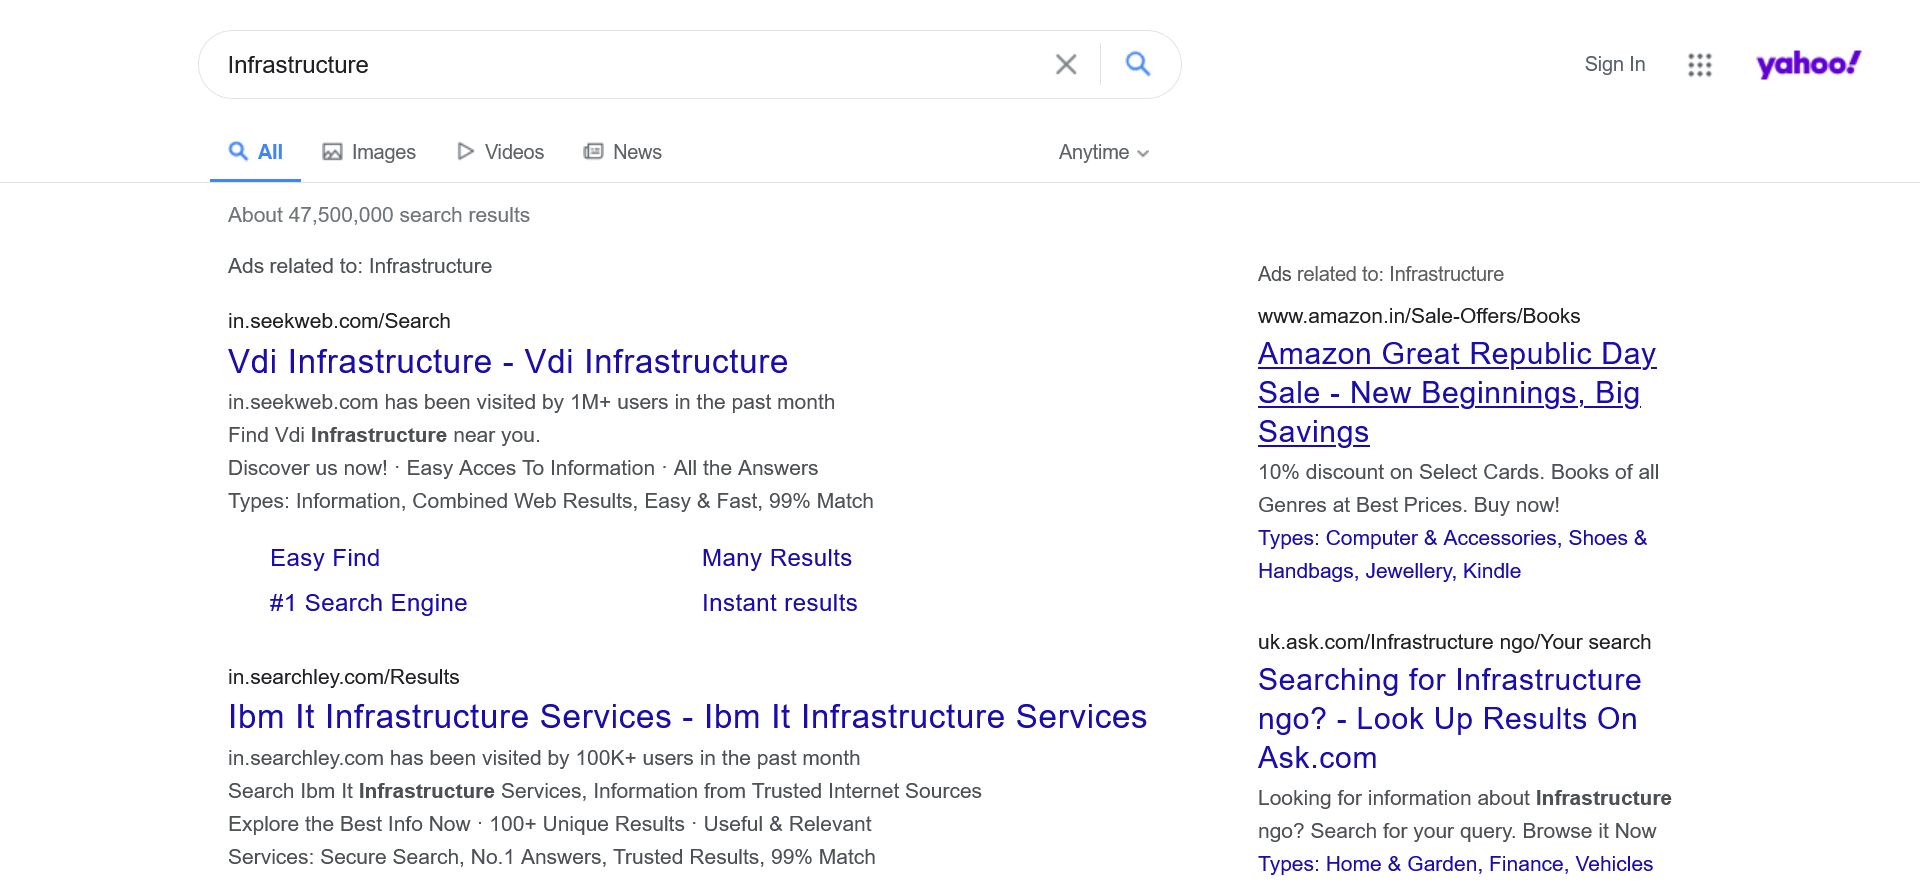 Infrastructure
Sign In
yahoo!
All
Images
Videos
News
Anytime
About 47,500,000 search results
Ads related to: Infrastructure
in.seekweb.com/Search
Vdi Infrastructure - Vdi Infrastructure
in.seekweb.com has been visited by 1M+ users in the past month
Find Vdi Infrastructure near you.
Discover us now! · Easy Acces To Information · All the Answers
Types: Information, Combined Web Results, Easy & Fast, 99% Match
Easy Find
Many Results
#1 Search Engine
Instant results
in.searchley.com/Results
Ibm It Infrastructure Services - Ibm It Infrastructure Services
in.searchley.com has been visited by 100K+ users in the past month
Search Ibm It Infrastructure Services, Information from Trusted Internet Sources
Explore the Best Info Now · 100+ Unique Results · Useful & Relevant
Services: Secure Search, No.1 Answers, Trusted Results, 99% Match
Ads related to: Infrastructure
www.amazon.in/Sale-Offers/Books
Amazon Great Republic Day
Sale - New Beginnings, Big
Savings
10% discount on Select Cards. Books of all
Genres at Best Prices. Buy now!
Types: Computer & Accessories, Shoes &
Handbags, Jewellery, Kindle
uk.ask.com/Infrastructure ngo/Your search
Searching for Infrastructure
ngo? - Look Up Results On
Ask.com
Looking for information about Infrastructure
ngo? Search for your query. Browse it Now
Types: Home & Garden, Finance, Vehicles